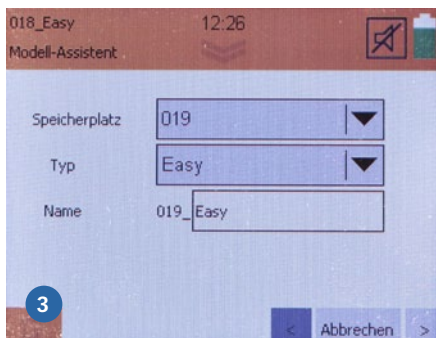 018_Easy 12:26
Modell-Assistent
Speicherplatz 019
Typ Easy
Name 019_ Easy
3
< Abbrechen >